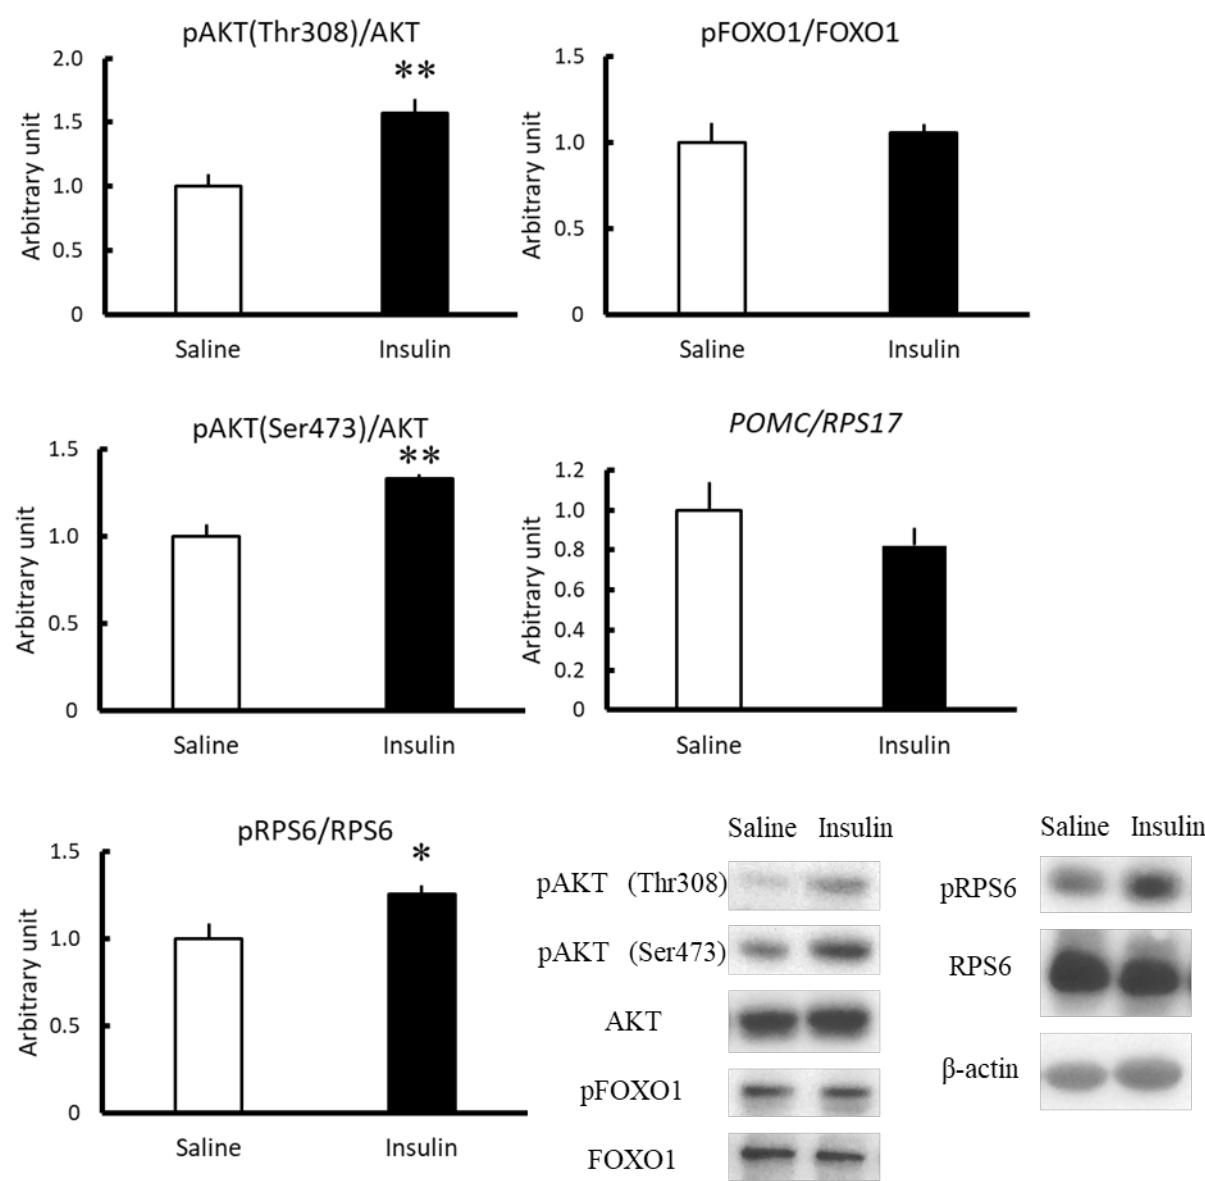 pAKT(Thr308)/AKT
2.0
1.5
1.0
0.5
0
Arbitrary unit
**
Saline
Insulin
pFOXO1/FOXO1
1.5
1.0
0.5
0
Arbitrary unit
Saline
Insulin
pAKT(Ser473)/AKT
1.5
1.0
0.5
0
Arbitrary unit
**
Saline
Insulin
POMC/RPS17
1.2
1.0
0.8
0.6
0.4
0.2
0
Arbitrary unit
Saline
Insulin
pRPS6/RPS6
1.5
1.0
0.5
0
Arbitrary unit
*
Saline
Insulin
Saline Insulin
pAKT (Thr308)
pAKT (Ser473)
AKT
pFOXO1
FOXO1
Saline Insulin
pRPS6
RPS6
β-actin